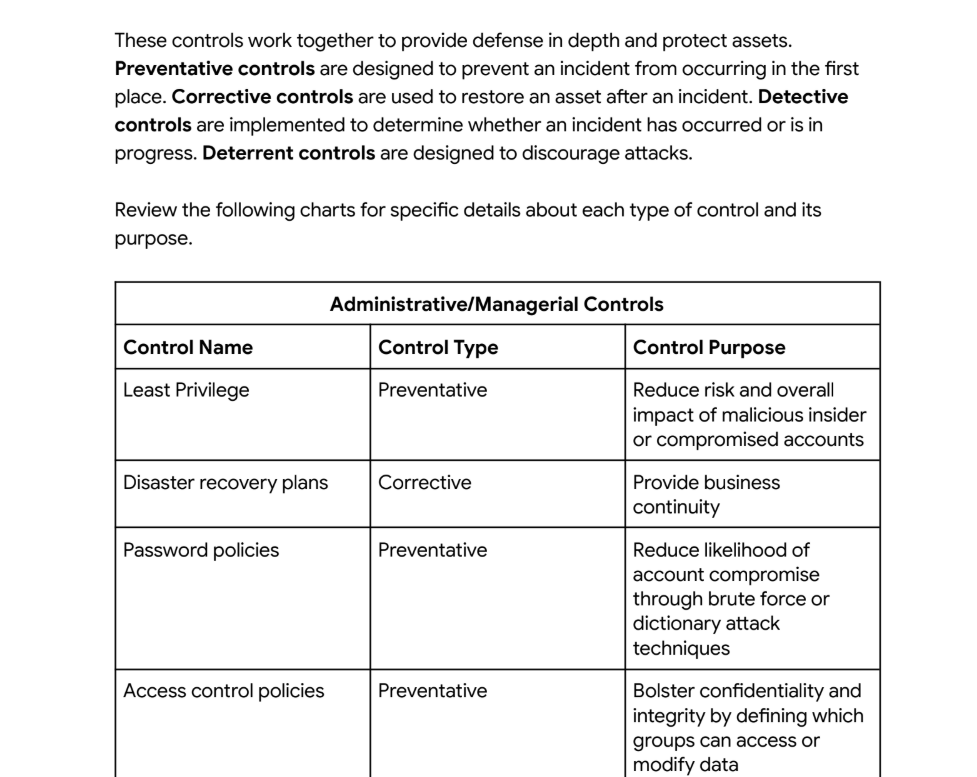 These controls work together to provide defense in depth and protect assets.
Preventative controls are designed to prevent an incident from occurring in the first
place. Corrective controls are used to restore an asset after an incident. Detective
controls are implemented to determine whether an incident has occurred or is in
progress. Deterrent controls are designed to discourage attacks.
Review the following charts for specific details about each type of control and its
purpose.
Administrative/Managerial Controls
Control Name
Control Type
Control Purpose
Least Privilege
Preventative
Reduce risk and overall
impact of malicious insider
or compromised accounts
Disaster recovery plans
Corrective
Provide business
continuity
Password policies
Preventative
Reduce likelihood of
account compromise
through brute force or
dictionary attack
techniques
Access control policies
Preventative
Bolster confidentiality and
integrity by defining which
groups can access or
modify data